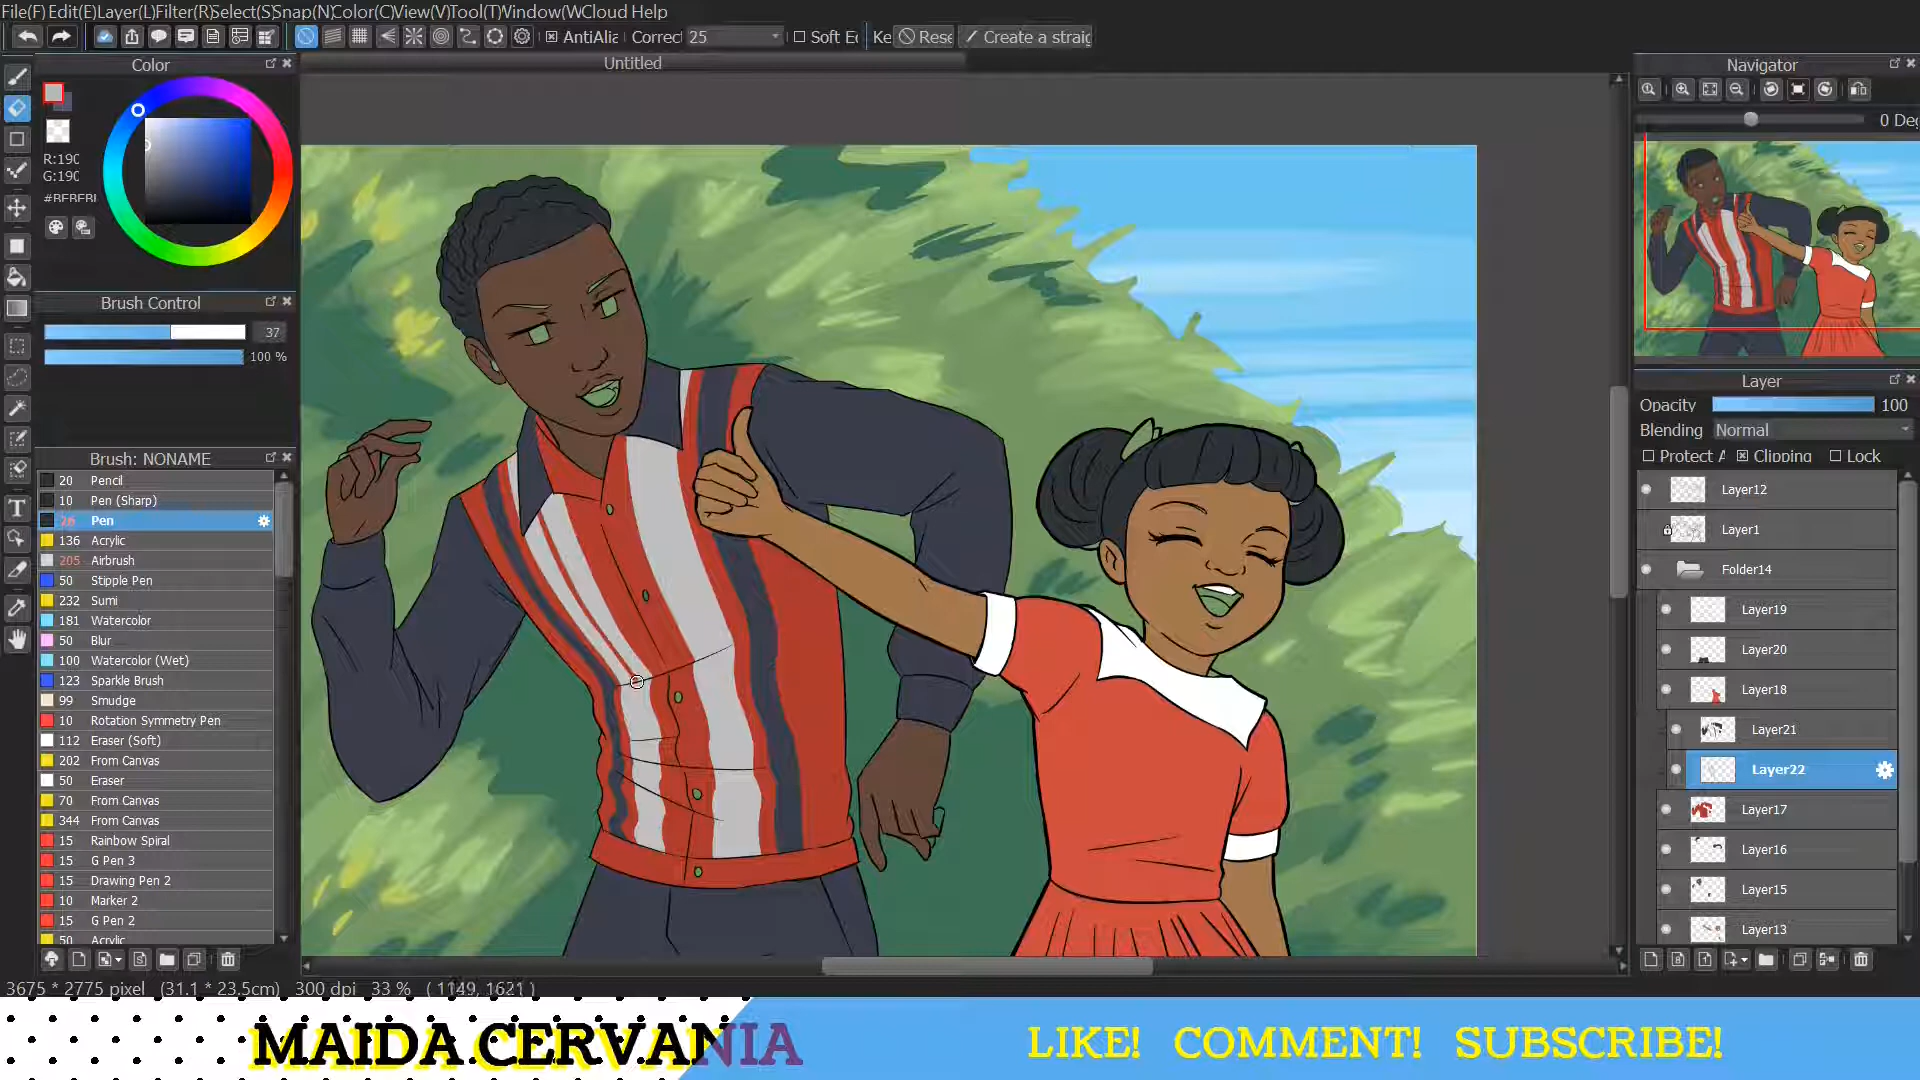 File(F) Edit(E) Layer(L) Filter(R) Select(S) Snap(N) Color(C) View(V) Tool(T) Window(W Cloud Help
AntiAlia Correc 25 Soft Ec Ke Rese Create a straig
Color
Untitled
Navigator
R:190
G:190
#BEBEBE
0 Deg
Brush Control
37
100 %
Layer
Opacity 100
Blending Normal
Protect A Clipping Lock
Brush: NONAME
20 Pencil
10 Pen (Sharp)
26 Pen
136 Acrylic
205 Airbrush
50 Stipple Pen
232 Sumi
181 Watercolor
50 Blur
100 Watercolor (Wet)
123 Sparkle Brush
99 Smudge
10 Rotation Symmetry Pen
112 Eraser (Soft)
202 From Canvas
50 Eraser
70 From Canvas
344 From Canvas
15 Rainbow Spiral
15 G Pen 3
15 Drawing Pen 2
10 Marker 2
15 G Pen 2
50 Acrylic
Layer12
Layer1
Folder14
Layer19
Layer20
Layer18
Layer21
Layer22
Layer17
Layer16
Layer15
Layer13
3675 * 2775 pixel (31.1 * 23.5cm) 300 dpi 33 % ( 1149, 1621 )
MAIDA CERVANIA
LIKE! COMMENT! SUBSCRIBE!